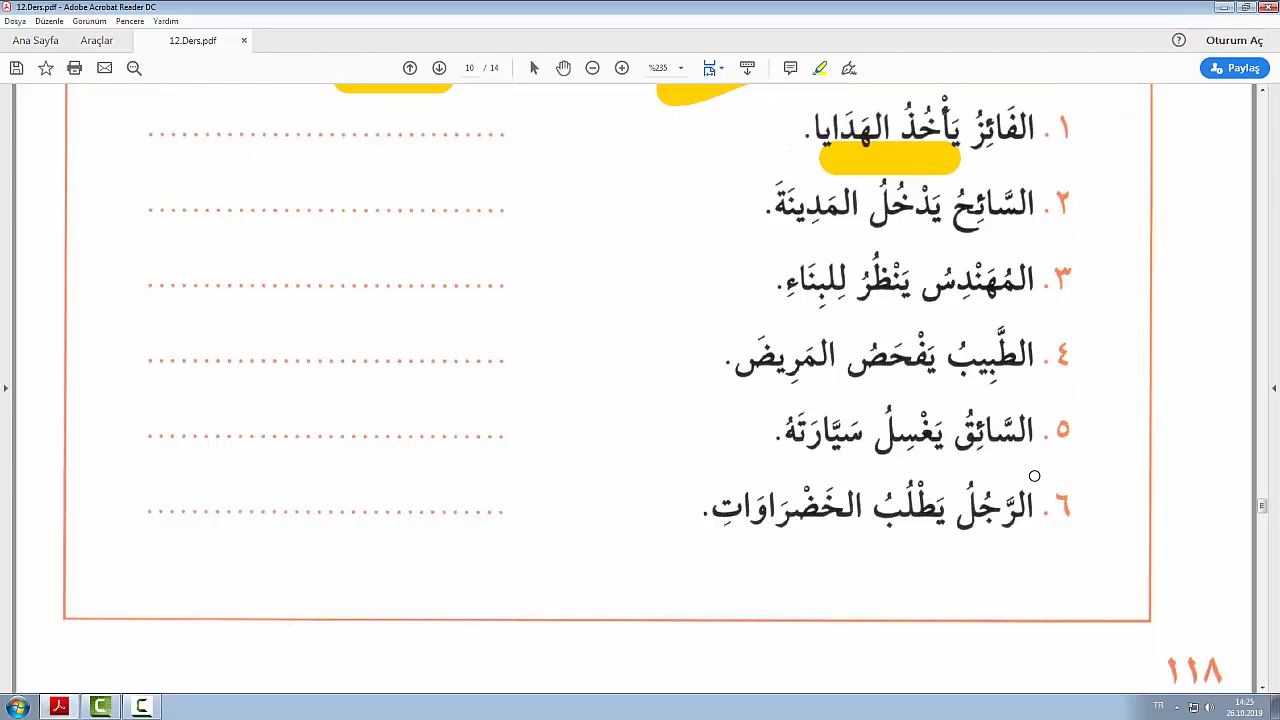 12.Ders.pdf - Adobe Acrobat Reader DC
Dosya Düzenle Görünüm Pencere Yardım
Ana Sayfa Araçlar 12.Ders.pdf × Oturum Aç
10 / 14 %235 Paylaş
١. الفَائِزُ يَأْخُذُ الهَدَايا. ..............................
٢. السَّائِحُ يَدْخُلُ المَدِينَةَ. ..............................
٣. المُهَنْدِسُ يَنْظُرُ لِلبِنَاءِ. ..............................
٤. الطَّبِيبُ يَفْحَصُ المَرِيضَ. ..............................
٥. السَّائِقُ يَغْسِلُ سَيَّارَتَهُ. ..............................
٦. الرَّجُلُ يَطْلُبُ الخَضْرَاوَاتِ. ..............................
١١٨
TR 14:25
26.10.2019